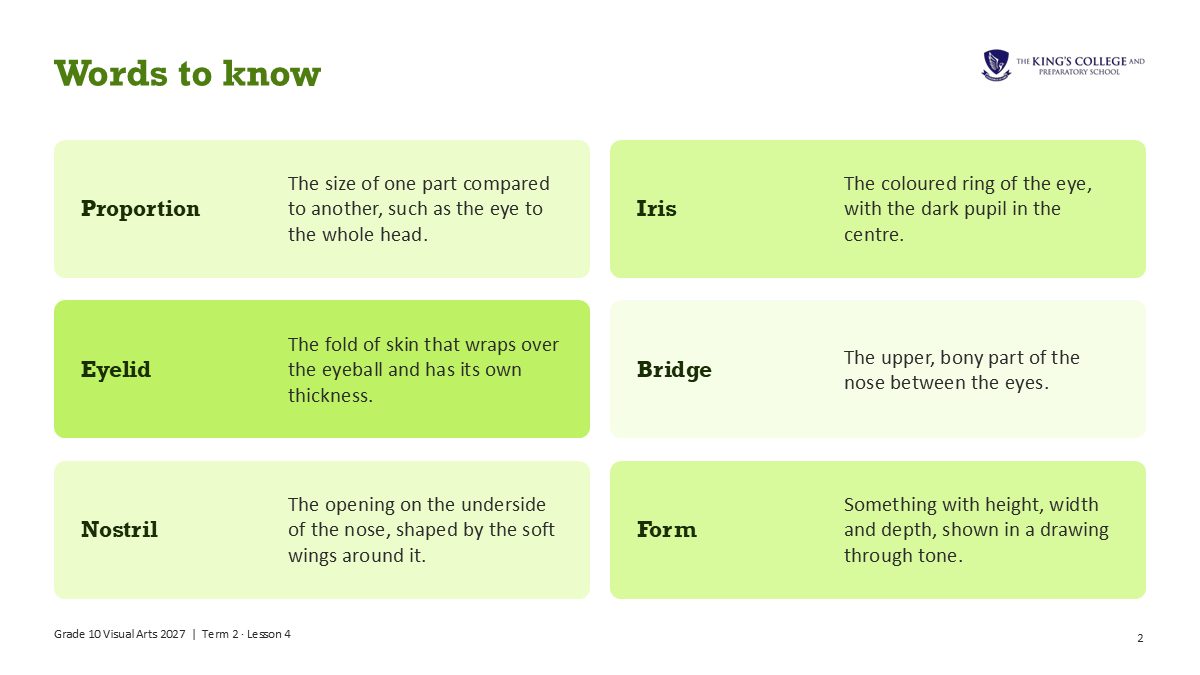 Words to know
THE KING'S COLLEGE AND
PREPARATORY SCHOOL
Proportion
The size of one part compared
to another, such as the eye to
the whole head.
Iris
The coloured ring of the eye,
with the dark pupil in the
centre.
Eyelid
The fold of skin that wraps over
the eyeball and has its own
thickness.
Bridge
The upper, bony part of the
nose between the eyes.
Nostril
The opening on the underside
of the nose, shaped by the soft
wings around it.
Form
Something with height, width
and depth, shown in a drawing
through tone.
Grade 10 Visual Arts 2027 | Term 2 · Lesson 4
2